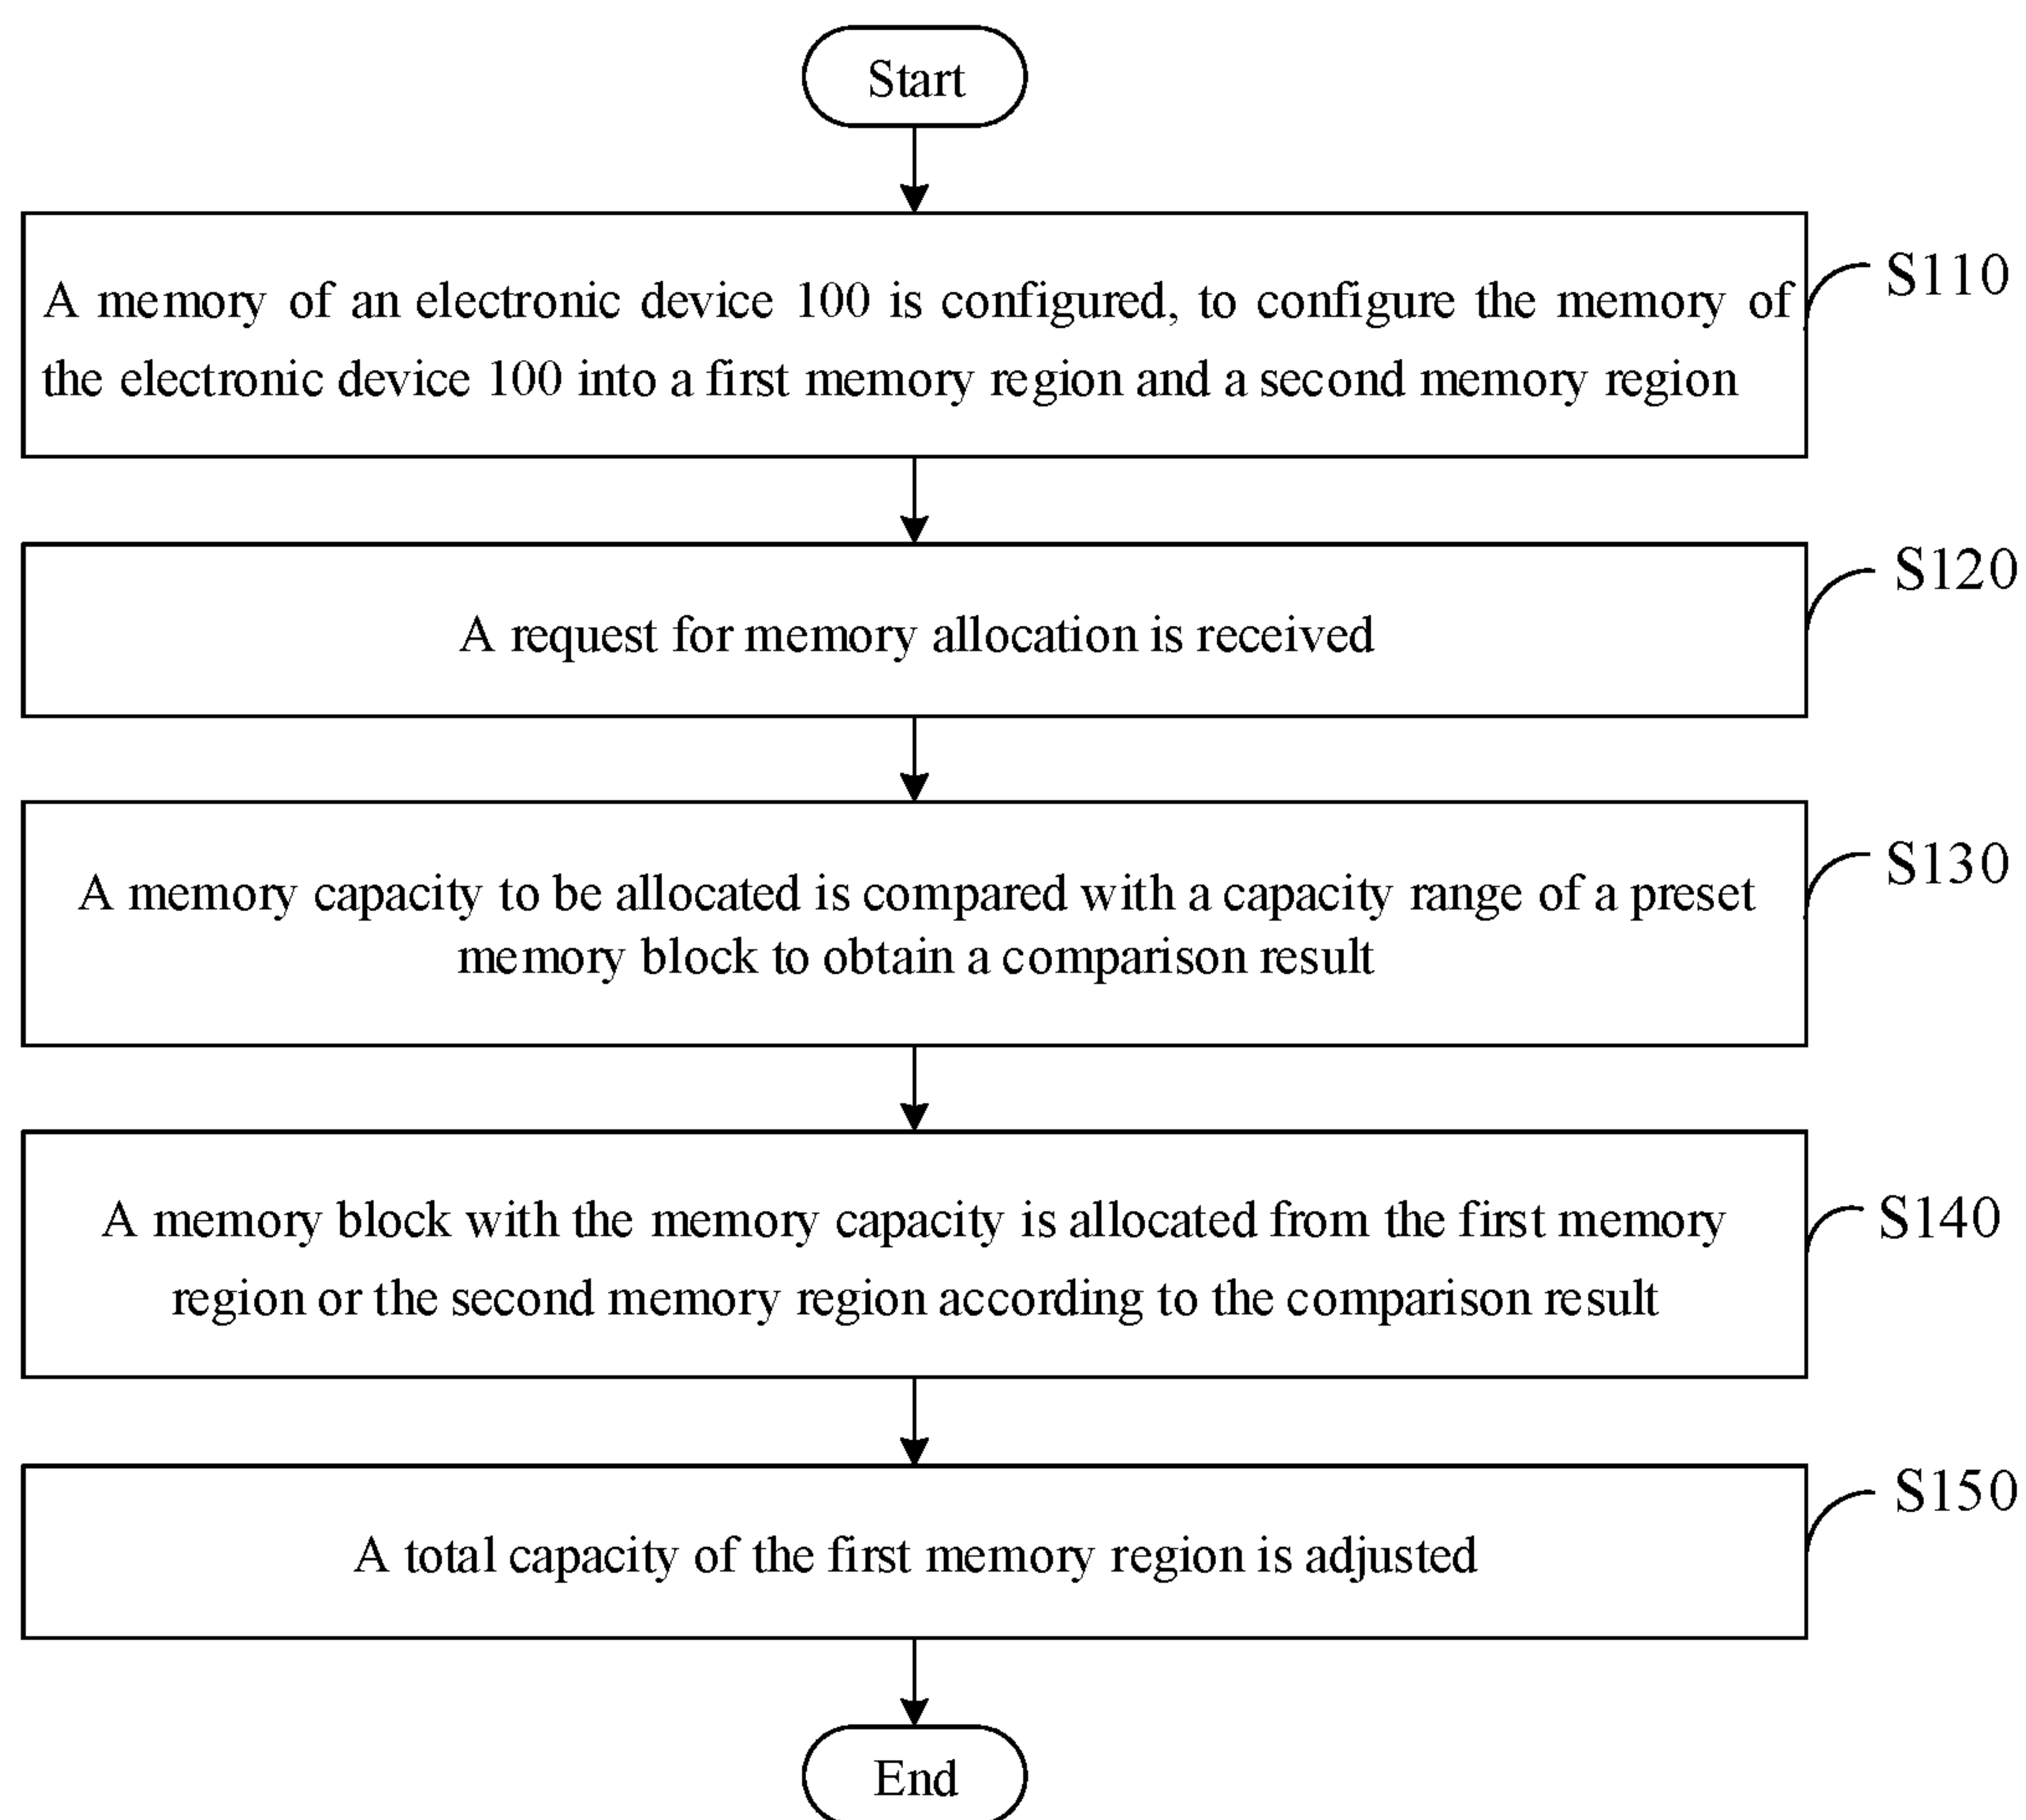 Start
A memory of an electronic device 100 is configured, to configure the memory of
the electronic device 100 into a first memory region and a second memory region
S110
A request for memory allocation is received
S120
A memory capacity to be allocated is compared with a capacity range of a preset
memory block to obtain a comparison result
S130
A memory block with the memory capacity is allocated from the first memory
region or the second memory region according to the comparison result
S140
A total capacity of the first memory region is adjusted
S150
End